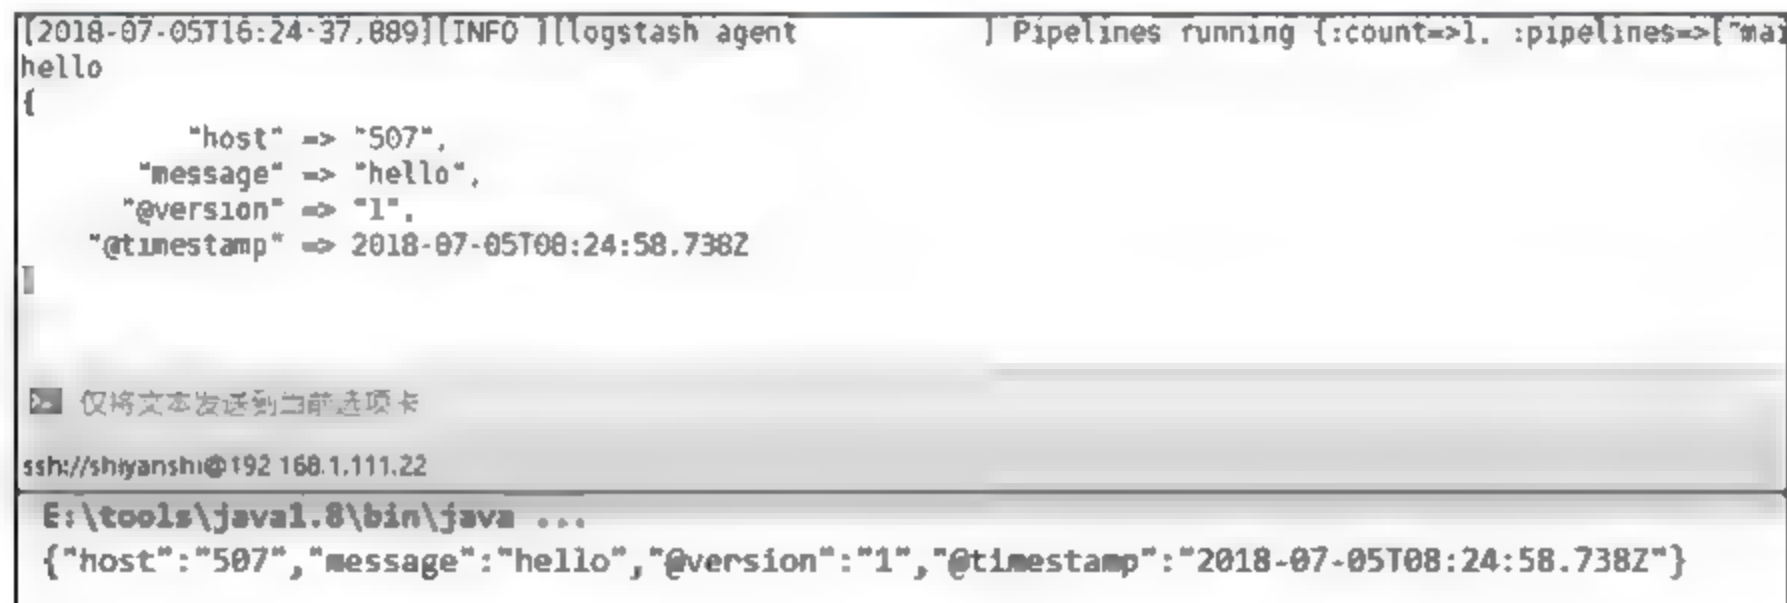 [2018-07-05T16:24:37,889][INFO ][logstash agent ] Pipelines running {:count=>1, :pipelines=>["mai
hello
{
"host" => "507",
"message" => "hello",
"@version" => "1",
"@timestamp" => 2018-07-05T08:24:58.738Z
}
仅将文本发送到当前选项卡
ssh://shiyanshi@192.168.1.111:22
E:\tools\java1.8\bin\java ...
{"host":"507","message":"hello","@version":"1","@timestamp":"2018-07-05T08:24:58.738Z"}